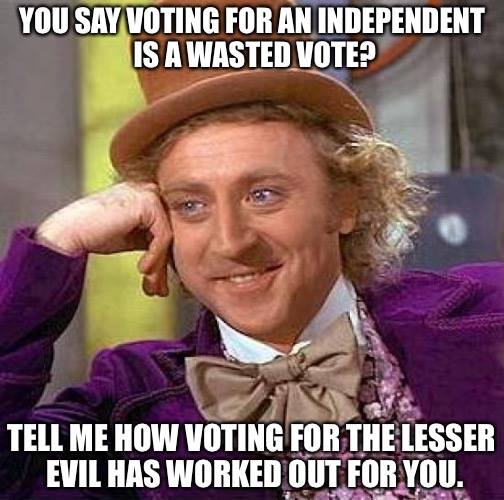 YOU SAY VOTING FOR AN INDEPENDENT
IS A WASTED VOTE?
TELL ME HOW VOTING FOR THE LESSER
EVIL HAS WORKED OUT FOR YOU.